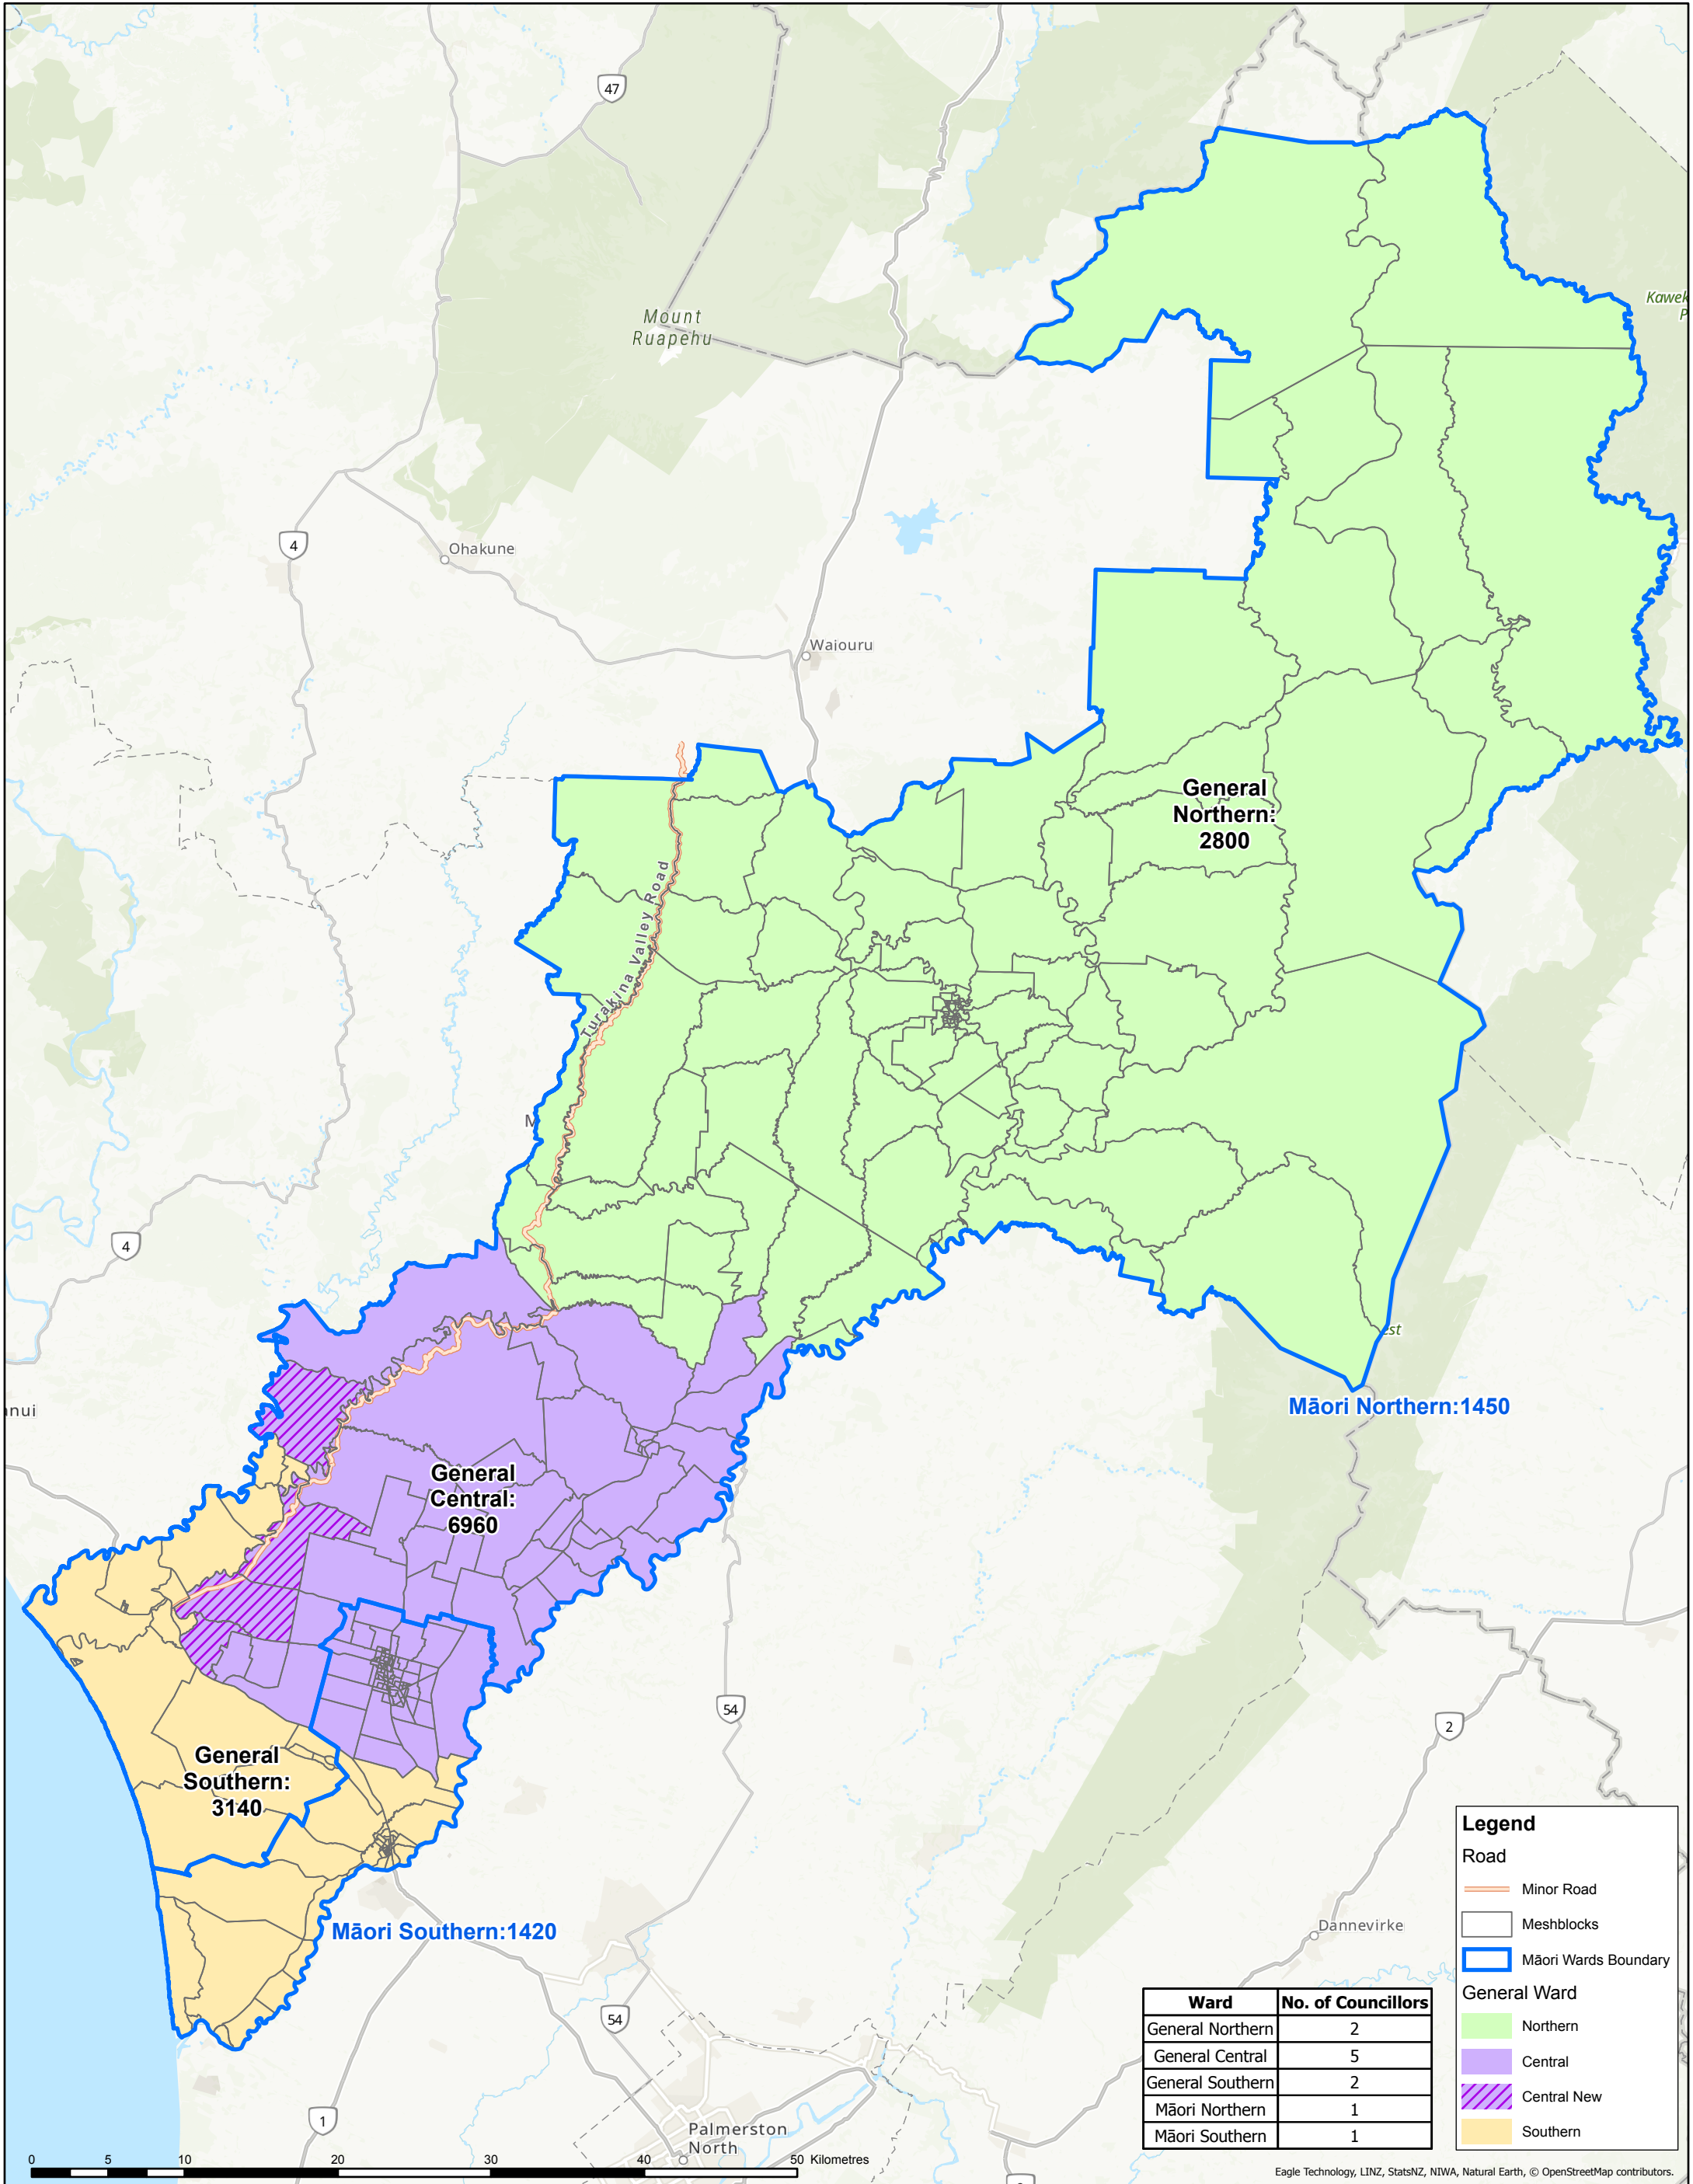 47
Mount
Ruapehu
Kawek
P
4
Ohakune
Waiouru
General
Northern:
2800
Turakina Valley Road
M
4
est
Māori Northern:1450
anui
General
Central:
6960
54
2
General
Southern:
3140
Māori Southern:1420
Dannevirke
54
1
Palmerston
North
Legend
Road
Minor Road
Meshblocks
Māori Wards Boundary
General Ward
Northern
Central
Central New
Southern
Ward No. of Councillors
General Northern 2
General Central 5
General Southern 2
Māori Northern 1
Māori Southern 1
0 5 10 20 30 40 50 Kilometres
Eagle Technology, LINZ, StatsNZ, NIWA, Natural Earth, © OpenStreetMap contributors.